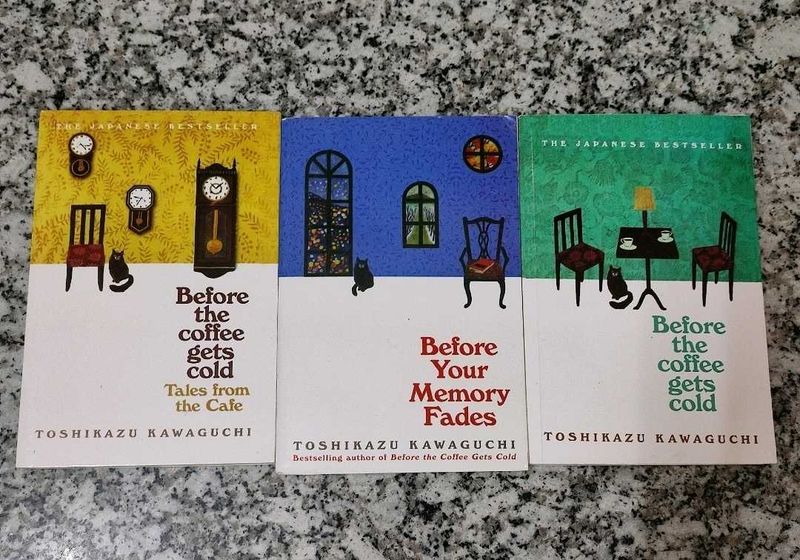 THE JAPANESE BESTSELLER
Before
the
coffee
gets
cold
Tales from
the Cafe
TOSHIKAZU KAWAGUCHI
Before
Your
Memory
Fades
TOSHIKAZU KAWAGUCHI
Bestselling author of Before the Coffee Gets Cold
THE JAPANESE BESTSELLER
Before
the
coffee
gets
cold
TOSHIKAZU KAWAGUCHI